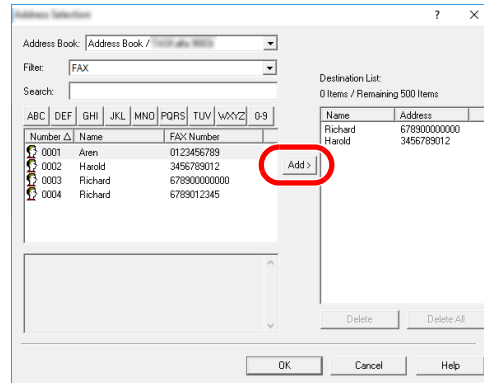 Address Selection
? ×
Address Book: Address Book /
Filter: FAX
Search:
ABC DEF GHI JKL MNO PQRS TUV WXYZ 0-9
Number Δ Name FAX Number
0001 Aren 0123456789
0002 Harold 3456789012
0003 Richard 678900000000
0004 Richard 6789012345
Add >
Destination List:
0 Items / Remaining 500 Items
Name Address
Richard 678900000000
Harold 3456789012
Delete Delete All
OK Cancel Help